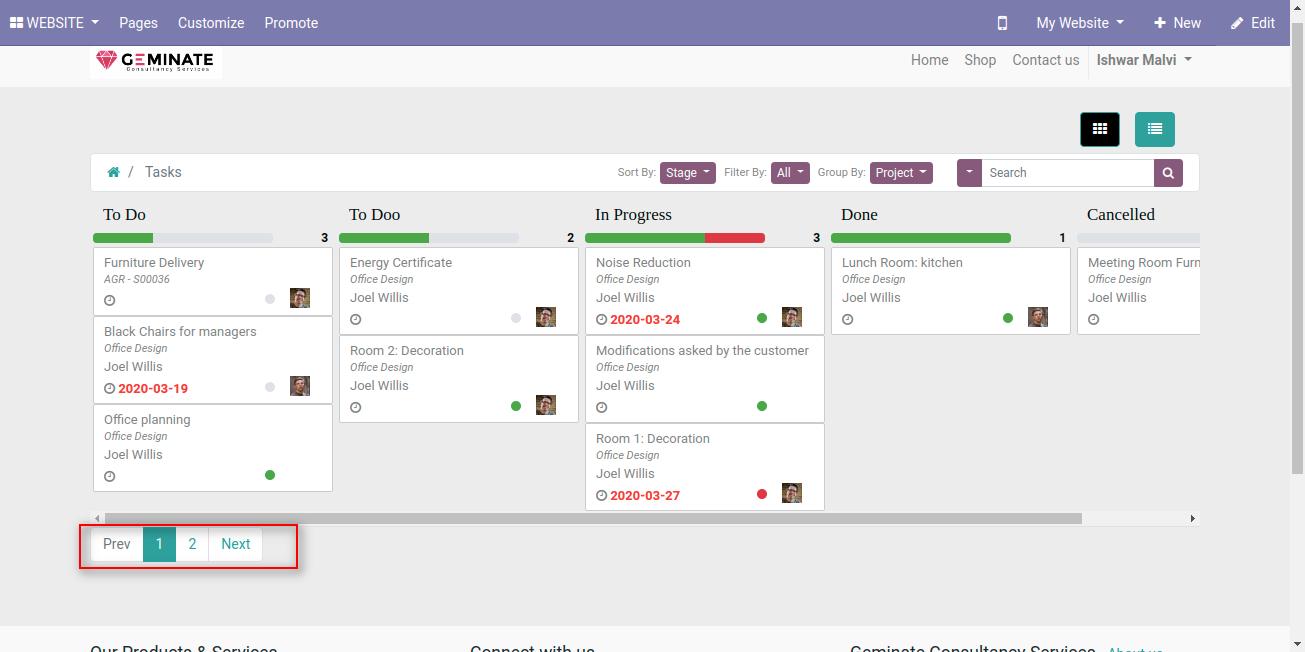 WEBSITE Pages Customize Promote My Website New Edit
GEMINATE
Consultancy Services
Home Shop Contact us Ishwar Malvi
/ Tasks Sort By: Stage Filter By: All Group By: Project Search
To Do To Doo In Progress Done Cancelled
3 2 3 1
Furniture Delivery
AGR - S00036
Black Chairs for managers
Office Design
Joel Willis
2020-03-19
Office planning
Office Design
Joel Willis
Energy Certificate
Office Design
Joel Willis
Room 2: Decoration
Office Design
Joel Willis
Noise Reduction
Office Design
Joel Willis
2020-03-24
Modifications asked by the customer
Office Design
Joel Willis
Room 1: Decoration
Office Design
Joel Willis
2020-03-27
Lunch Room: kitchen
Office Design
Joel Willis
Meeting Room Furn
Office Design
Joel Willis
Prev 1 2 Next
Our Products & Services Connect with us Geminate Consultancy Services - About us